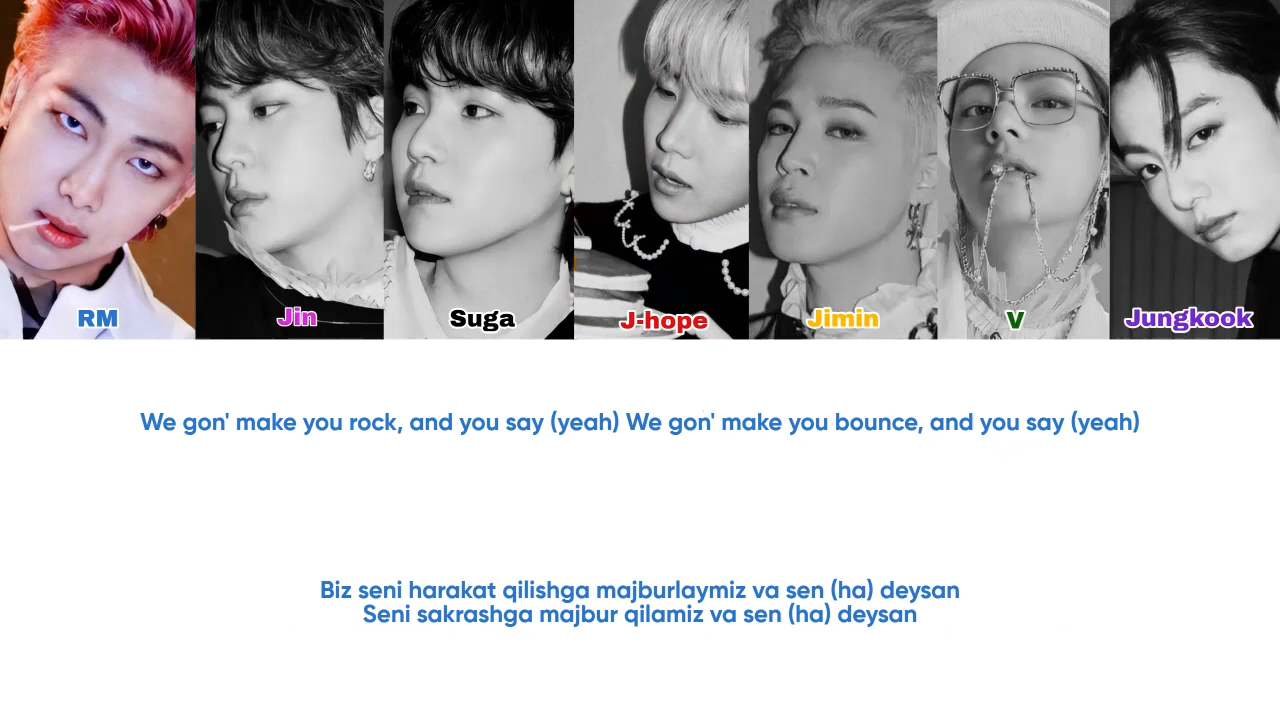 RM
Jin
Suga
J-hope
Jimin
V
Jungkook
We gon' make you rock, and you say (yeah) We gon' make you bounce, and you say (yeah)
Biz seni harakat qilishga majburlaymiz va sen (ha) deysan
Seni sakrashga majbur qilamiz va sen (ha) deysan